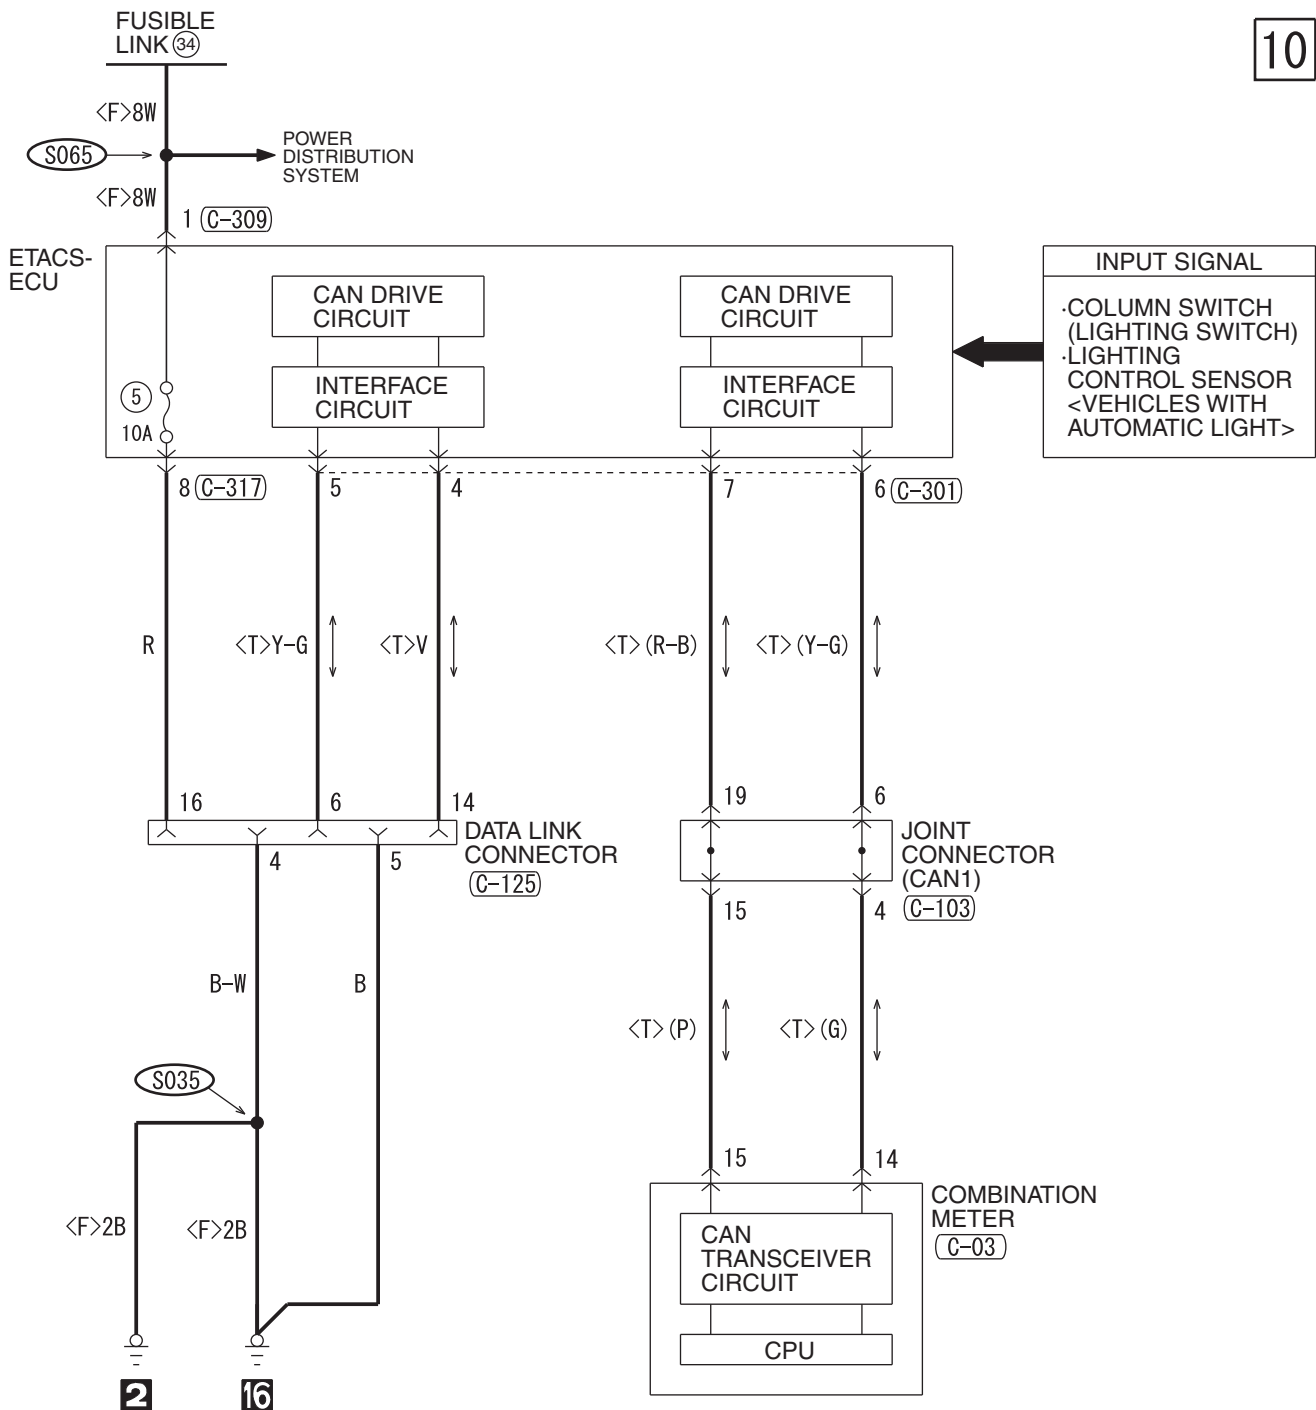 FUSIBLE
LINK 34
10
<F>8W
S065
POWER
DISTRIBUTION
SYSTEM
<F>8W
1 C-309
ETACS-
ECU
CAN DRIVE
CIRCUIT
CAN DRIVE
CIRCUIT
INTERFACE
CIRCUIT
INTERFACE
CIRCUIT
5
10A
INPUT SIGNAL
·COLUMN SWITCH
(LIGHTING SWITCH)
·LIGHTING
CONTROL SENSOR
<VEHICLES WITH
AUTOMATIC LIGHT>
8 C-317
5
4
7
6 C-301
R
<T>Y-G
<T>V
<T>(R-B)
<T>(Y-G)
16
6
14
19
6
DATA LINK
CONNECTOR
C-125
4
5
JOINT
CONNECTOR
(CAN1)
C-103
15
4
B-W
B
<T>(P)
<T>(G)
S035
<F>2B
<F>2B
15
14
COMBINATION
METER
C-03
CAN
TRANSCEIVER
CIRCUIT
CPU
2
16